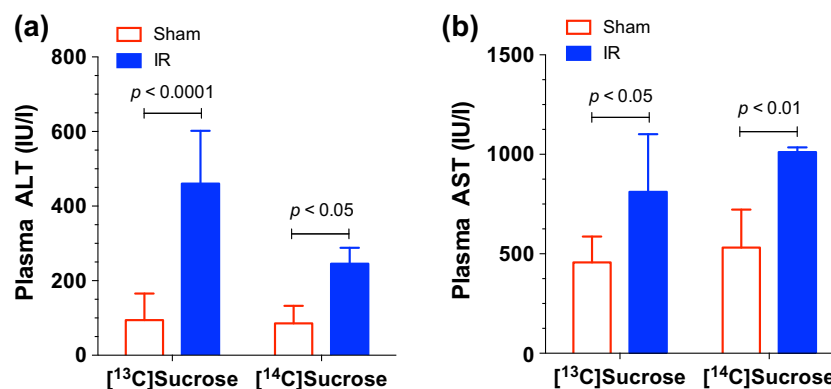 (a)
Sham
IR
800
600
400
200
0
Plasma ALT (IU/l)
p < 0.0001
p < 0.05
[¹³C]Sucrose [¹⁴C]Sucrose
(b)
Sham
IR
1500
1000
500
0
Plasma AST (IU/l)
p < 0.05
p < 0.01
[¹³C]Sucrose [¹⁴C]Sucrose